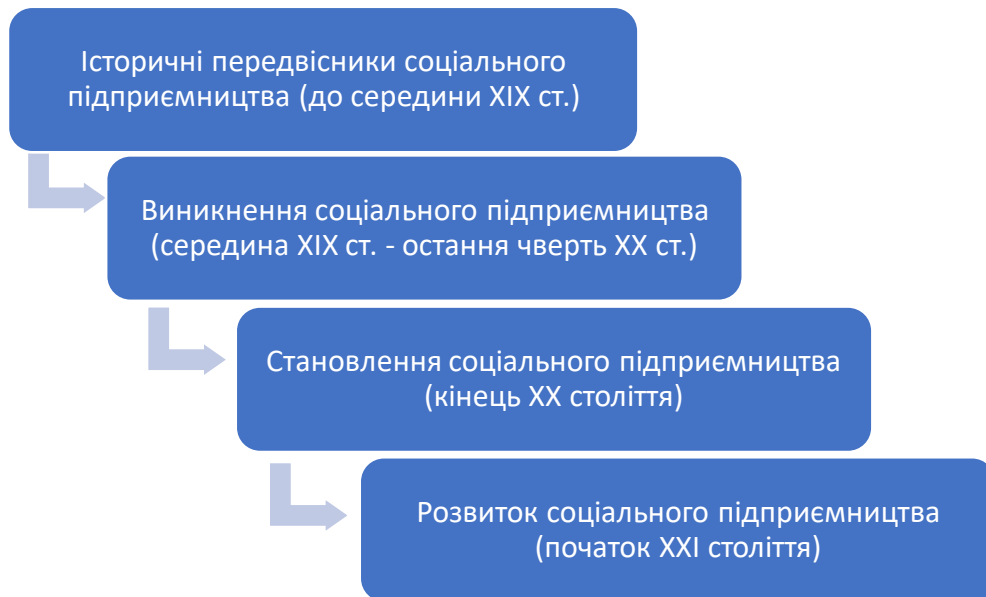 Історичні передвісники соціального
підприємництва (до середини XIX ст.)
Виникнення соціального підприємництва
(середина XIX ст. - остання чверть XX ст.)
Становлення соціального підприємництва
(кінець XX століття)
Розвиток соціального підприємництва
(початок XXI століття)